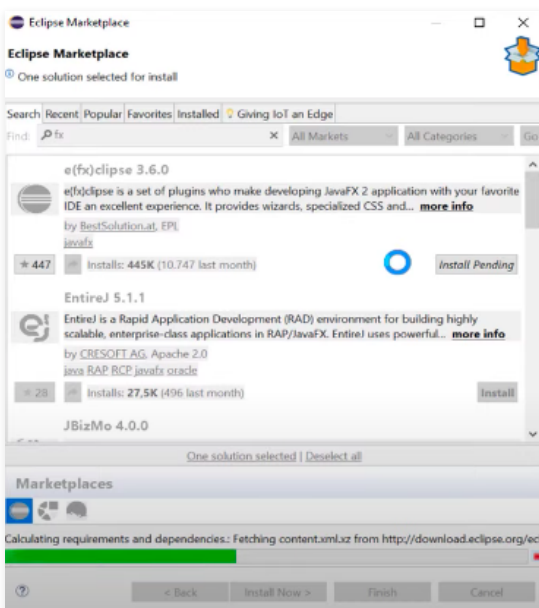 Eclipse Marketplace
Eclipse Marketplace
One solution selected for install
Search Recent Popular Favorites Installed Giving IoT an Edge
Find: fx All Markets All Categories Go
e(fx)clipse 3.6.0
e(fx)clipse is a set of plugins who make developing JavaFX 2 application with your favorite
IDE an excellent experience. It provides wizards, specialized CSS and... more info
by BestSolution.at, EPL
javafx
447 Installs: 445K (10.747 last month) Install Pending
EntireJ 5.1.1
EntireJ is a Rapid Application Development (RAD) environment for building highly
scalable, enterprise-class applications in RAP/JavaFX. EntireJ uses powerful... more info
by CRESOFT AG, Apache 2.0
java RAP RCP javafx oracle
28 Installs: 27,5K (496 last month) Install
JBizMo 4.0.0
One solution selected | Deselect all
Marketplaces
Calculating requirements and dependencies.: Fetching content.xml.xz from http://download.eclipse.org/ec
? < Back Install Now > Finish Cancel